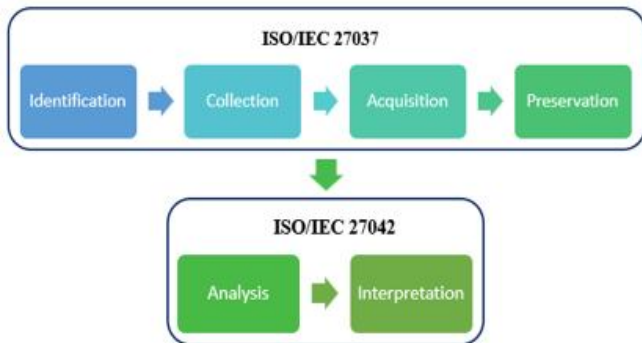 ISO/IEC 27037
Identification
Collection
Acquisition
Preservation
ISO/IEC 27042
Analysis
Interpretation